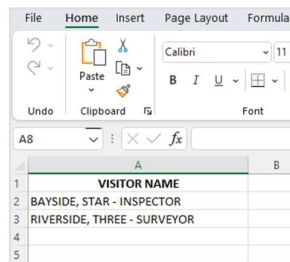 File Home Insert Page Layout Formula
Calibri 11
Paste
B I U
Undo Clipboard Font
A8 fx
A B
1 VISITOR NAME
2 BAYSIDE, STAR - INSPECTOR
3 RIVERSIDE, THREE - SURVEYOR
4
5